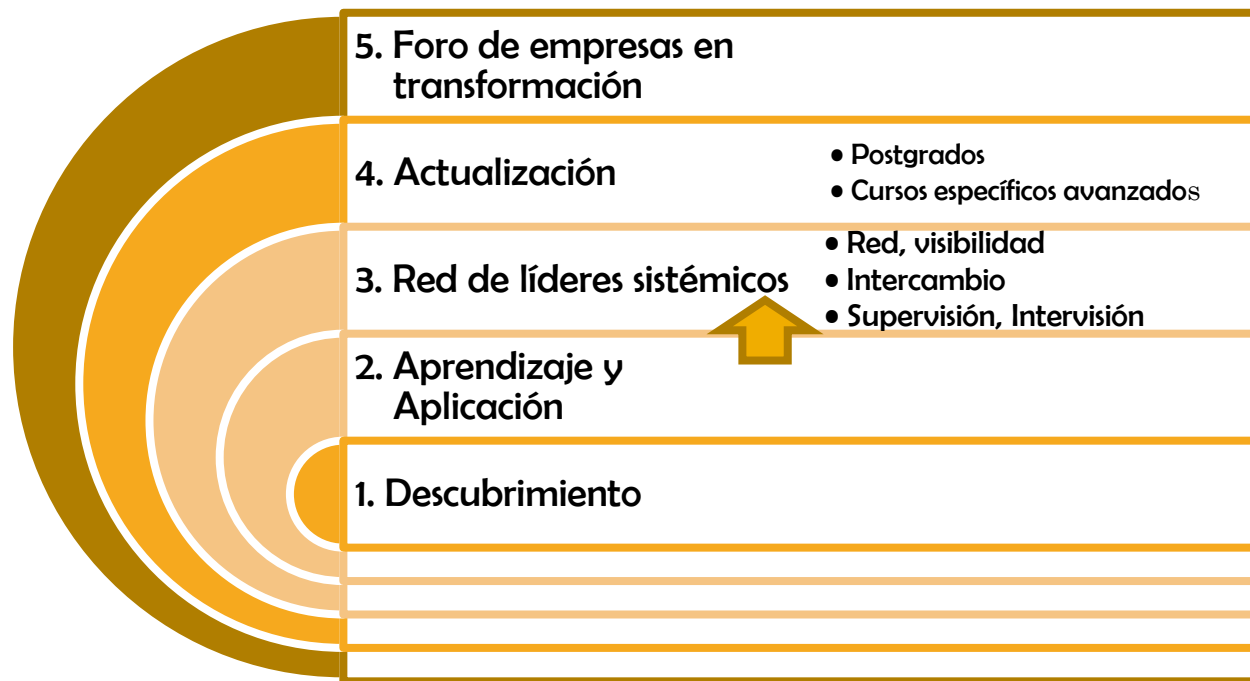 5. Foro de empresas en
transformación
4. Actualización
• Postgrados
• Cursos específicos avanzados
3. Red de líderes sistémicos
• Red, visibilidad
• Intercambio
• Supervisión, Intervisión
2. Aprendizaje y
Aplicación
1. Descubrimiento